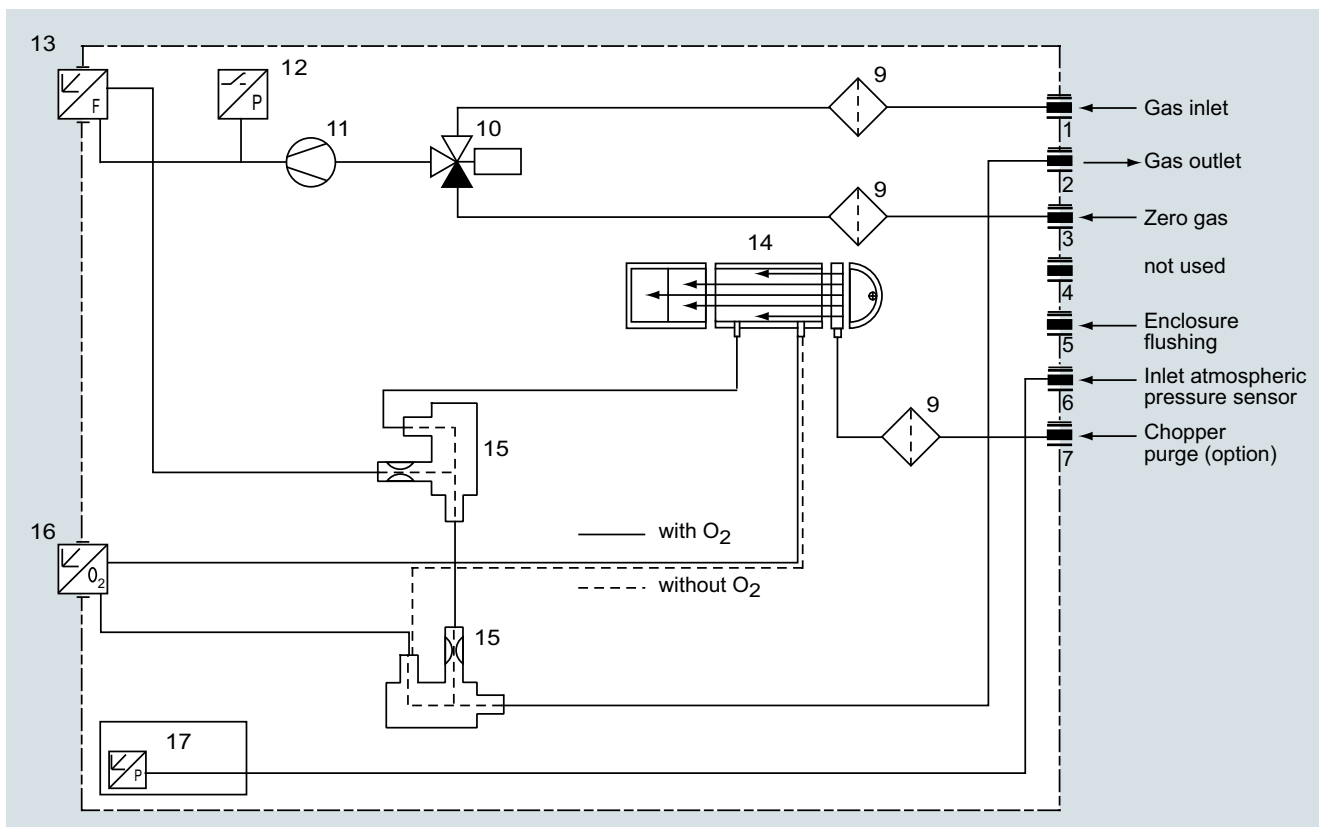 13
12
P
F
11
10
9
Gas inlet
1
Gas outlet
2
9
Zero gas
3
14
not used
4
Enclosure
flushing
5
Inlet atmospheric
pressure sensor
6
9
Chopper
purge (option)
7
15
16
with O2
O2
without O2
15
17
P